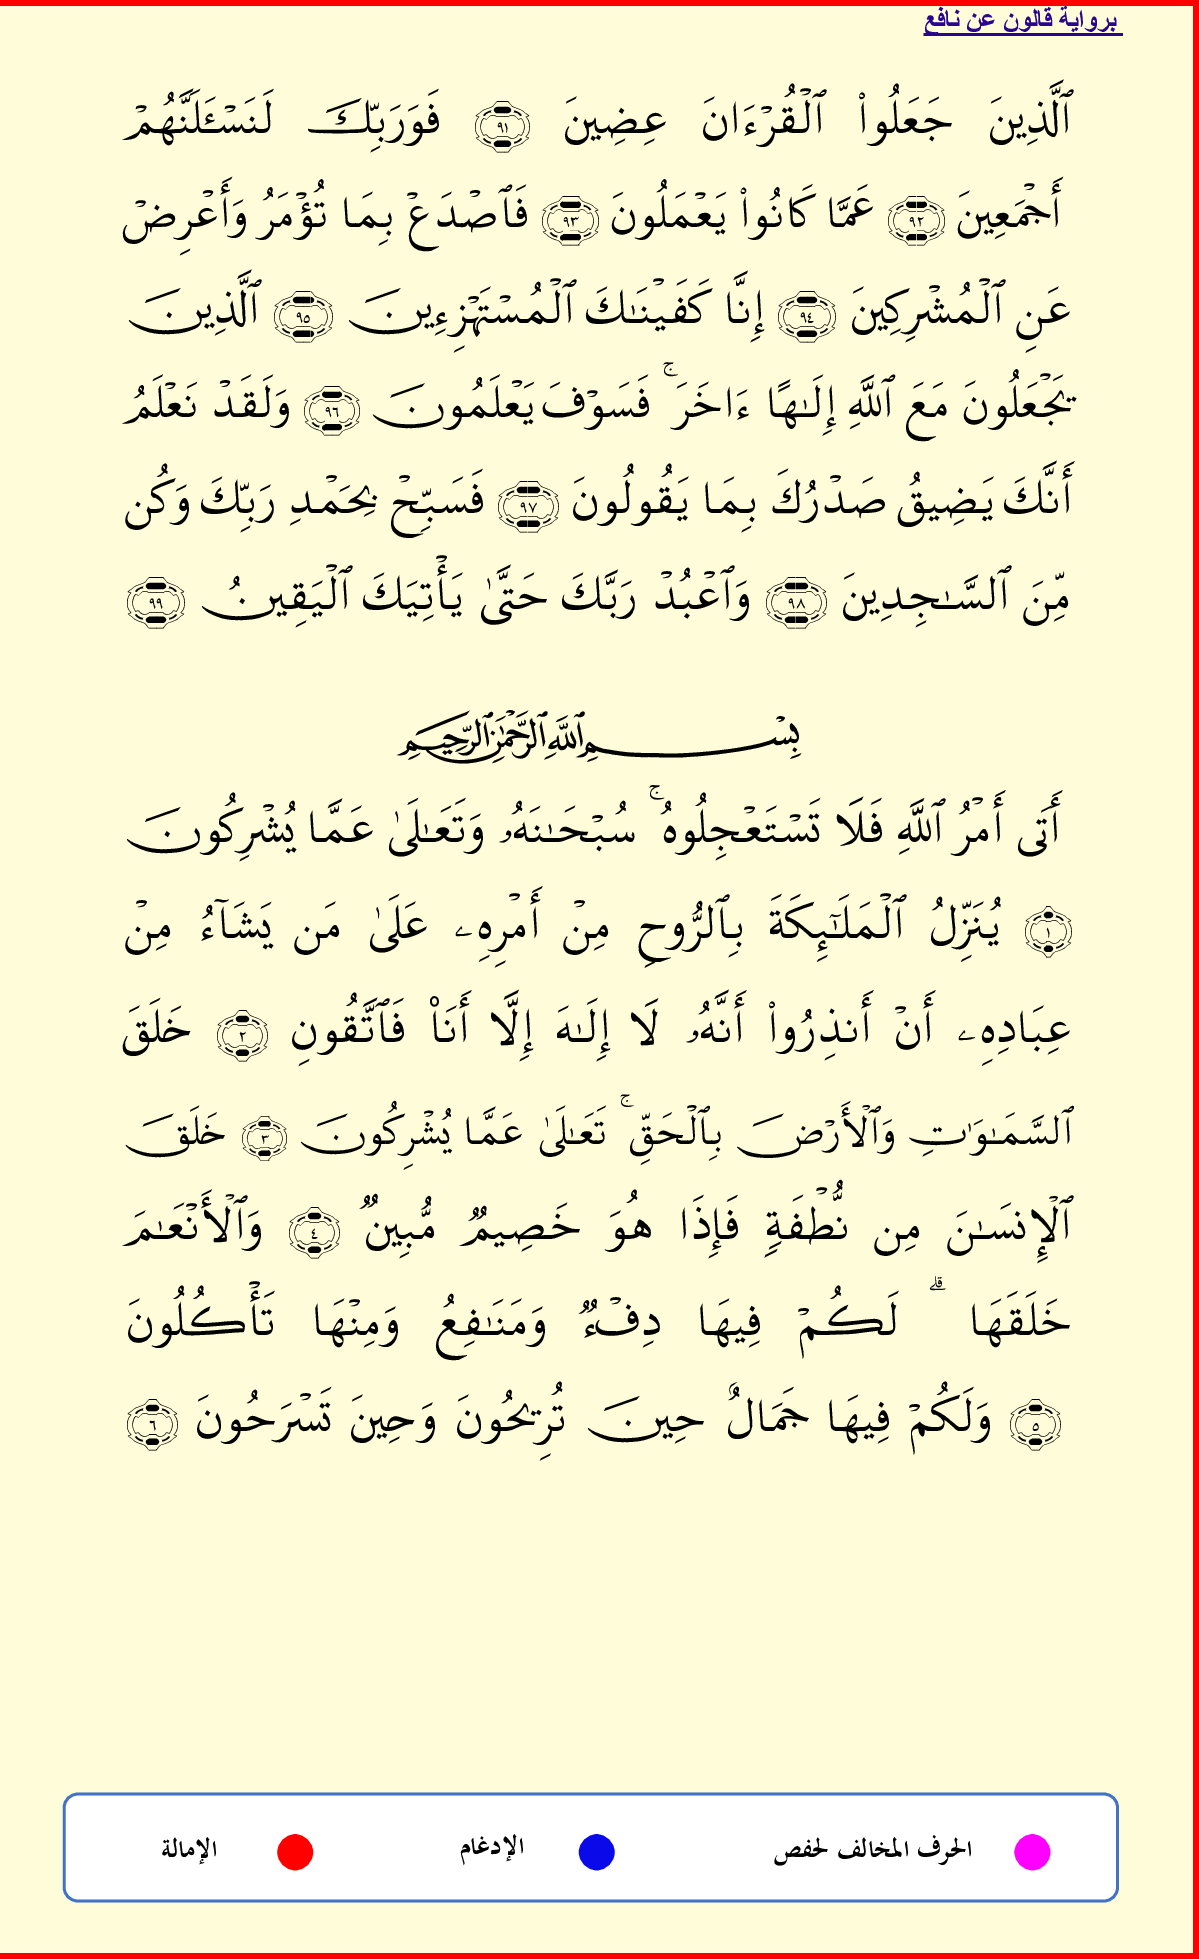 برواية قالون عن نافع
ٱلَّذِينَ جَعَلُوا۟ ٱلْقُرْءَانَ عِضِينَ ٩١ فَوَرَبِّكَ لَنَسْـَٔلَنَّهُمْ
أَجْمَعِينَ ٩٢ عَمَّا كَانُوا۟ يَعْمَلُونَ ٩٣ فَٱصْدَعْ بِمَا تُؤْمَرُ وَأَعْرِضْ
عَنِ ٱلْمُشْرِكِينَ ٩٤ إِنَّا كَفَيْنَـٰكَ ٱلْمُسْتَهْزِءِينَ ٩٥ ٱلَّذِينَ
يَجْعَلُونَ مَعَ ٱللَّهِ إِلَـٰهًا ءَاخَرَ ۚ فَسَوْفَ يَعْلَمُونَ ٩٦ وَلَقَدْ نَعْلَمُ
أَنَّكَ يَضِيقُ صَدْرُكَ بِمَا يَقُولُونَ ٩٧ فَسَبِّحْ بِحَمْدِ رَبِّكَ وَكُن
مِّنَ ٱلسَّـٰجِدِينَ ٩٨ وَٱعْبُدْ رَبَّكَ حَتَّىٰ يَأْتِيَكَ ٱلْيَقِينُ ٩٩
بِسْمِ ٱللَّهِ ٱلرَّحْمَـٰنِ ٱلرَّحِيمِ
أَتَى أَمْرُ ٱللَّهِ فَلَا تَسْتَعْجِلُوهُ ۚ سُبْحَـٰنَهُۥ وَتَعَـٰلَىٰ عَمَّا يُشْرِكُونَ
١ يُنَزِّلُ ٱلْمَلَـٰٓئِكَةَ بِٱلرُّوحِ مِنْ أَمْرِهِۦ عَلَىٰ مَن يَشَآءُ مِنْ
عِبَادِهِۦ أَنْ أَنذِرُوا۟ أَنَّهُۥ لَا إِلَـٰهَ إِلَّا أَنَا۠ فَٱتَّقُونِ ٢ خَلَقَ
ٱلسَّمَـٰوَٰتِ وَٱلْأَرْضَ بِٱلْحَقِّ ۚ تَعَـٰلَىٰ عَمَّا يُشْرِكُونَ ٣ خَلَقَ
ٱلْإِنسَـٰنَ مِن نُّطْفَةٍ فَإِذَا هُوَ خَصِيمٌ مُّبِينٌ ٤ وَٱلْأَنْعَـٰمَ
خَلَقَهَا ۗ لَكُمْ فِيهَا دِفْءٌ وَمَنَـٰفِعُ وَمِنْهَا تَأْكُلُونَ
٥ وَلَكُمْ فِيهَا جَمَالٌ حِينَ تُرِيحُونَ وَحِينَ تَسْرَحُونَ ٦
الحرف المخالف لحفص الإدغام الإمالة